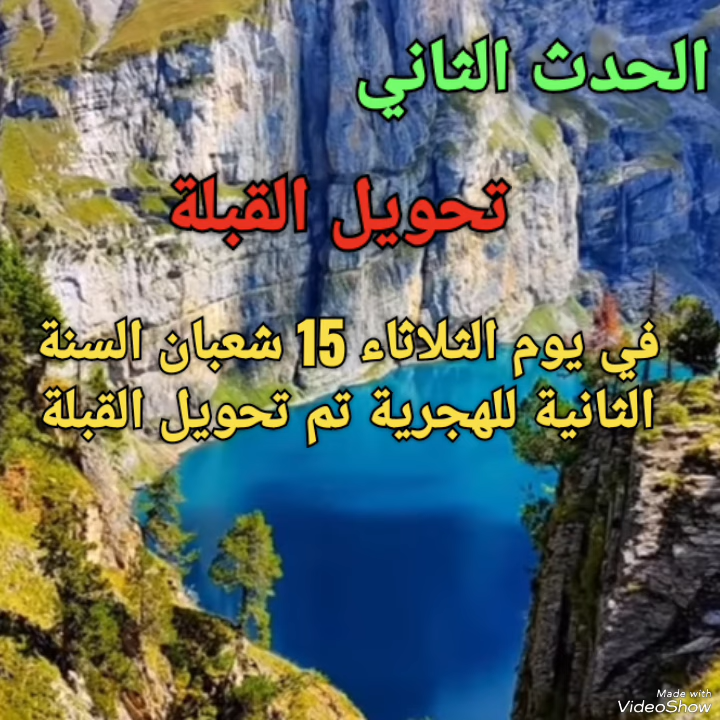 الحدث الثاني
تحويل القبلة
في يوم الثلاثاء 15 شعبان السنة
الثانية للهجرية تم تحويل القبلة
Made with
VideoShow